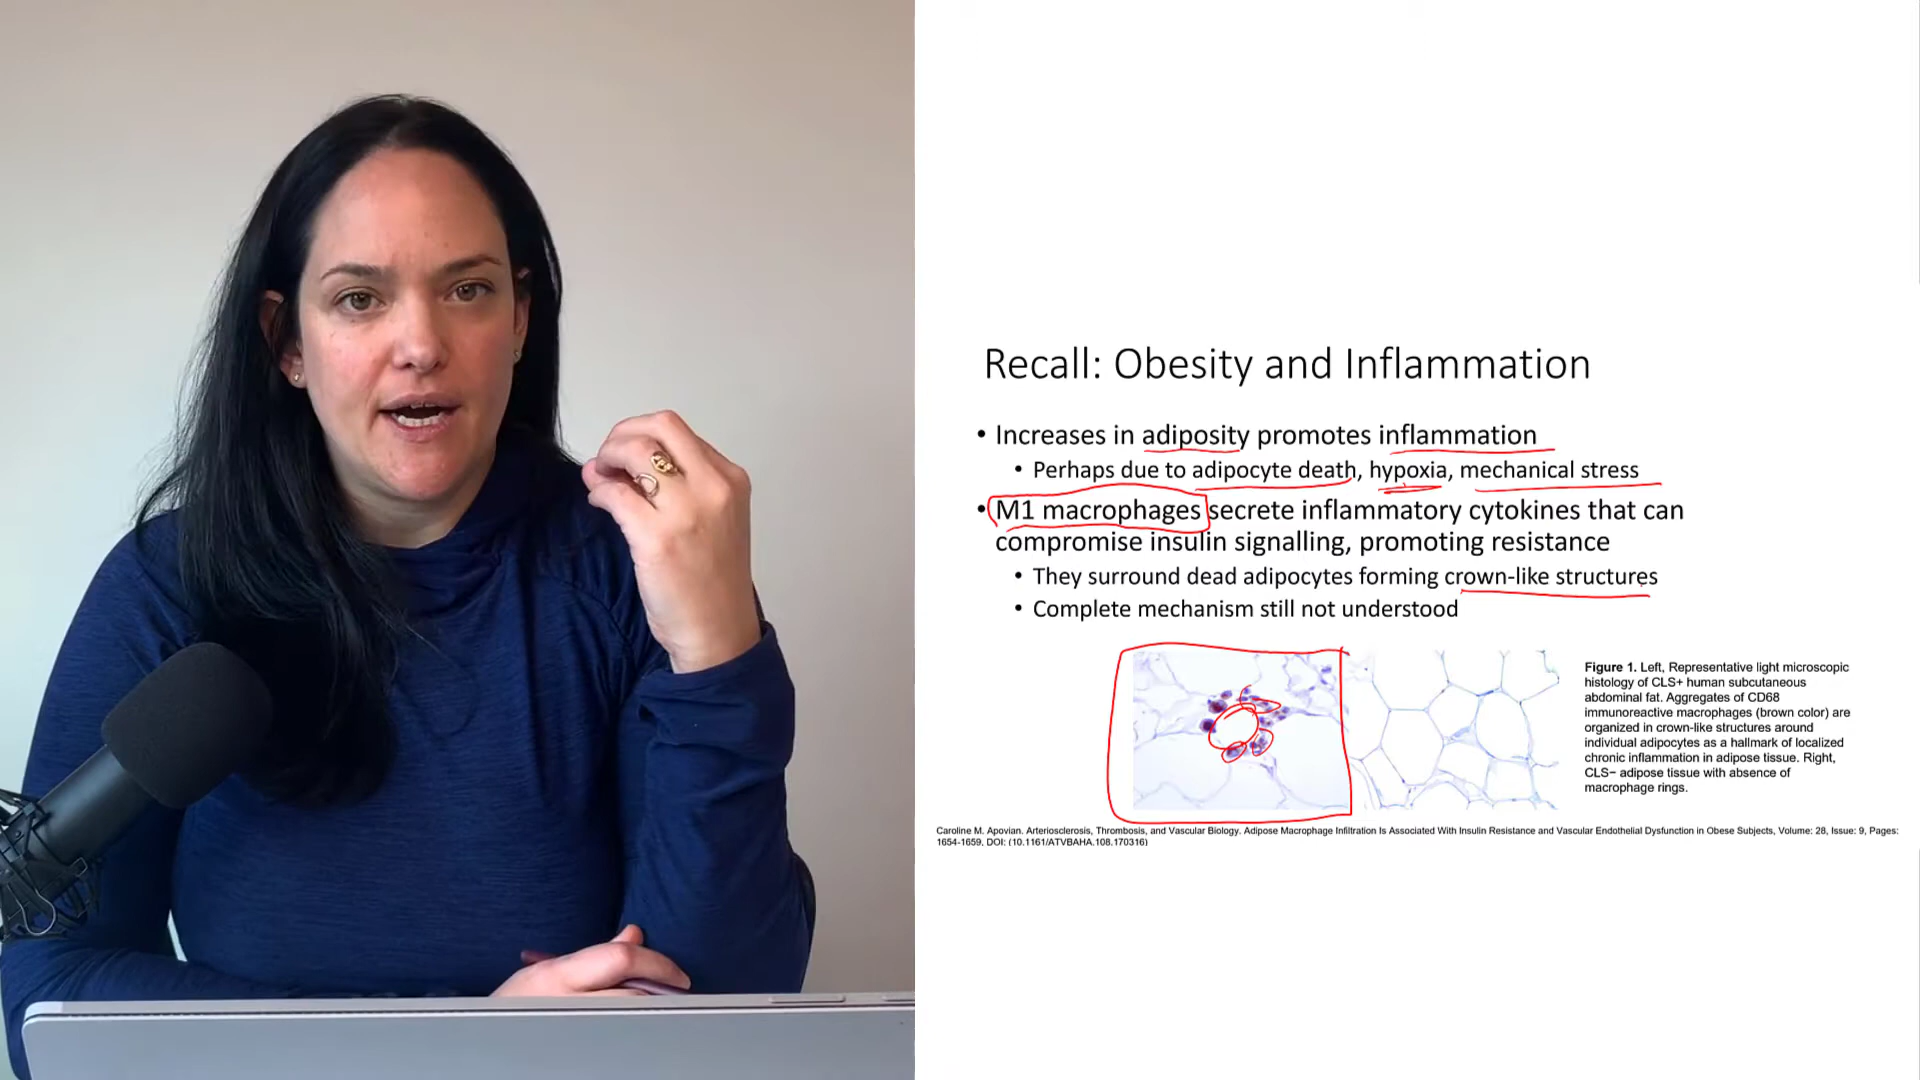 Recall: Obesity and Inflammation
• Increases in adiposity promotes inflammation
• Perhaps due to adipocyte death, hypoxia, mechanical stress
• M1 macrophages secrete inflammatory cytokines that can
compromise insulin signalling, promoting resistance
• They surround dead adipocytes forming crown-like structures
• Complete mechanism still not understood
Figure 1. Left, Representative light microscopic
histology of CLS+ human subcutaneous
abdominal fat. Aggregates of CD68
immunoreactive macrophages (brown color) are
organized in crown-like structures around
individual adipocytes as a hallmark of localized
chronic inflammation in adipose tissue. Right,
CLS− adipose tissue with absence of
macrophage rings.
Caroline M. Apovian. Arteriosclerosis, Thrombosis, and Vascular Biology. Adipose Macrophage Infiltration Is Associated With Insulin Resistance and Vascular Endothelial Dysfunction in Obese Subjects, Volume: 28, Issue: 9, Pages:
1654-1659, DOI: (10.1161/ATVBAHA.108.170316)